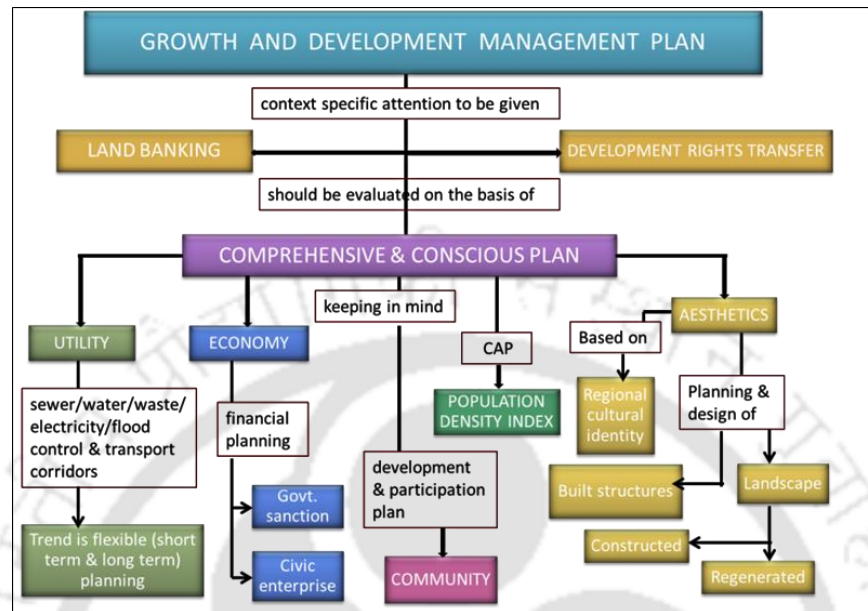 GROWTH AND DEVELOPMENT MANAGEMENT PLAN
context specific attention to be given
LAND BANKING
DEVELOPMENT RIGHTS TRANSFER
should be evaluated on the basis of
COMPREHENSIVE & CONSCIOUS PLAN
UTILITY
sewer/water/waste/
electricity/flood
control & transport
corridors
Trend is flexible (short
term & long term)
planning
ECONOMY
financial
planning
Govt.
sanction
Civic
enterprise
keeping in mind
development
& participation
plan
COMMUNITY
CAP
POPULATION
DENSITY INDEX
AESTHETICS
Based on
Regional
cultural
identity
Planning &
design of
Built structures
Landscape
Constructed
Regenerated